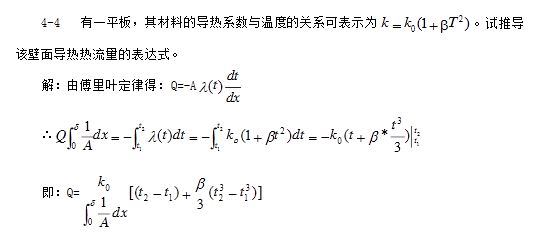 4-4 有一平板，其材料的导热系数与温度的关系可表示为 k = k₀(1+βT²)。试推导
该壁面导热热流量的表达式。
解：由傅里叶定律得：Q=-A λ(t) dt/dx
∴ Q∫₀^δ (1/A)dx = -∫_{t₁}^{t₂} λ(t)dt = -∫_{t₁}^{t₂} k₀(1+βt²)dt = -k₀(t+β*t³/3)|_{t₁}^{t₂}
即：Q= k₀/(∫₀^δ (1/A)dx) [(t₂-t₁)+β/3(t₂³-t₁³)]